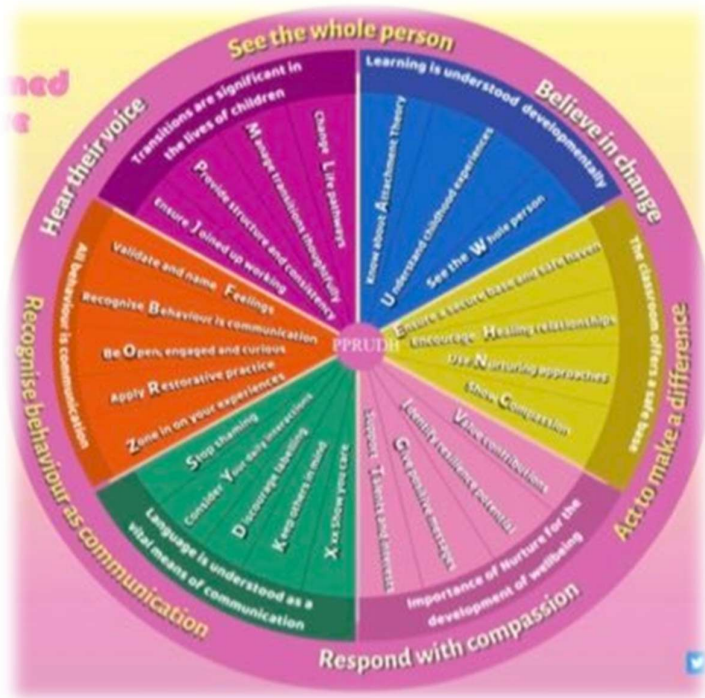 med
e
See the whole person
Believe in change
Act to make a difference
Respond with compassion
Recognise behaviour as communication
Hear their voice
Learning is understood developmentally
Know about Attachment Theory
Understand childhood experiences
See the Whole person
The classroom offers a safe base
Ensure a secure base and safe haven
Encourage Healing relationships
Use Nurturing approaches
Show Compassion
Importance of Nurture for the
development of wellbeing
Value contributions
Identify resilience potential
Give positive messages
Support Talents and interests
Language is understood as a
vital means of communication
Xxx Show you care
Keep others in mind
Discourage labelling
Consider Your daily interactions
Stop shaming
All behaviour is communication
Zone in on your experiences
Apply Restorative practice
Be Open, engaged and curious
Recognise Behaviour is communication
Validate and name Feelings
Transitions are significant in
the lives of children
Ensure Joined up working
Provide structure and consistency
Manage transitions thoughtfully
Change Life pathways
PPRUDH